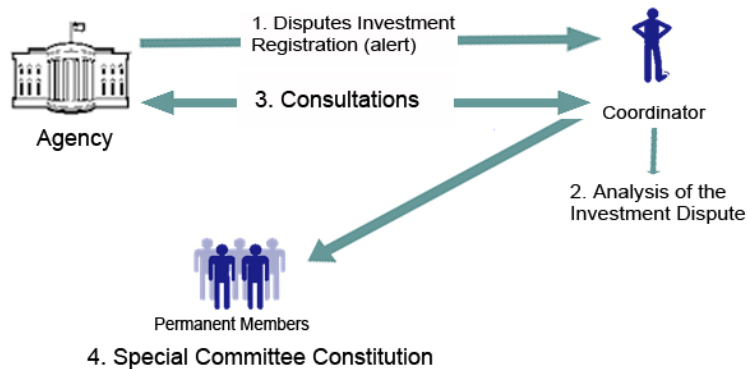 1. Disputes Investment
Registration (alert)
3. Consultations
Agency
Coordinator
2. Analysis of the
Investment Dispute
Permanent Members
4. Special Committee Constitution